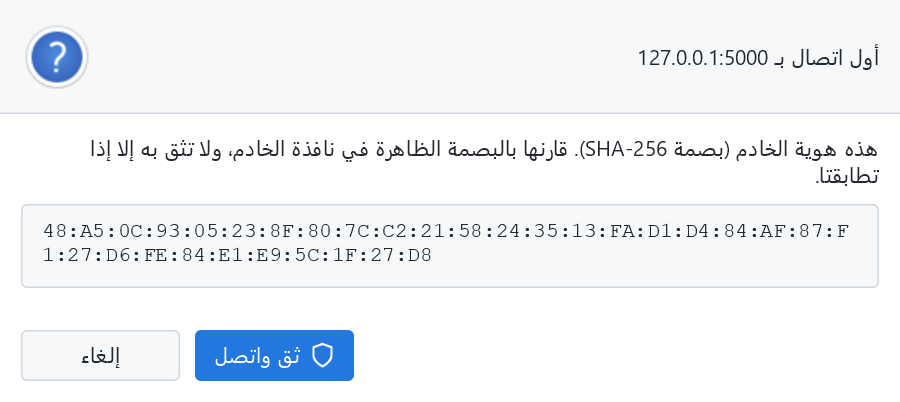 أول اتصال بـ 127.0.0.1:5000
هذه هوية الخادم (بصمة SHA-256). قارنها بالبصمة الظاهرة في نافذة الخادم، ولا تثق به إلا إذا
تطابقتا.
48:A5:0C:93:05:23:8F:80:7C:C2:21:58:24:35:13:FA:D1:D4:84:AF:87:F
1:27:D6:FE:84:E1:E9:5C:1F:27:D8
ثق واتصل
إلغاء